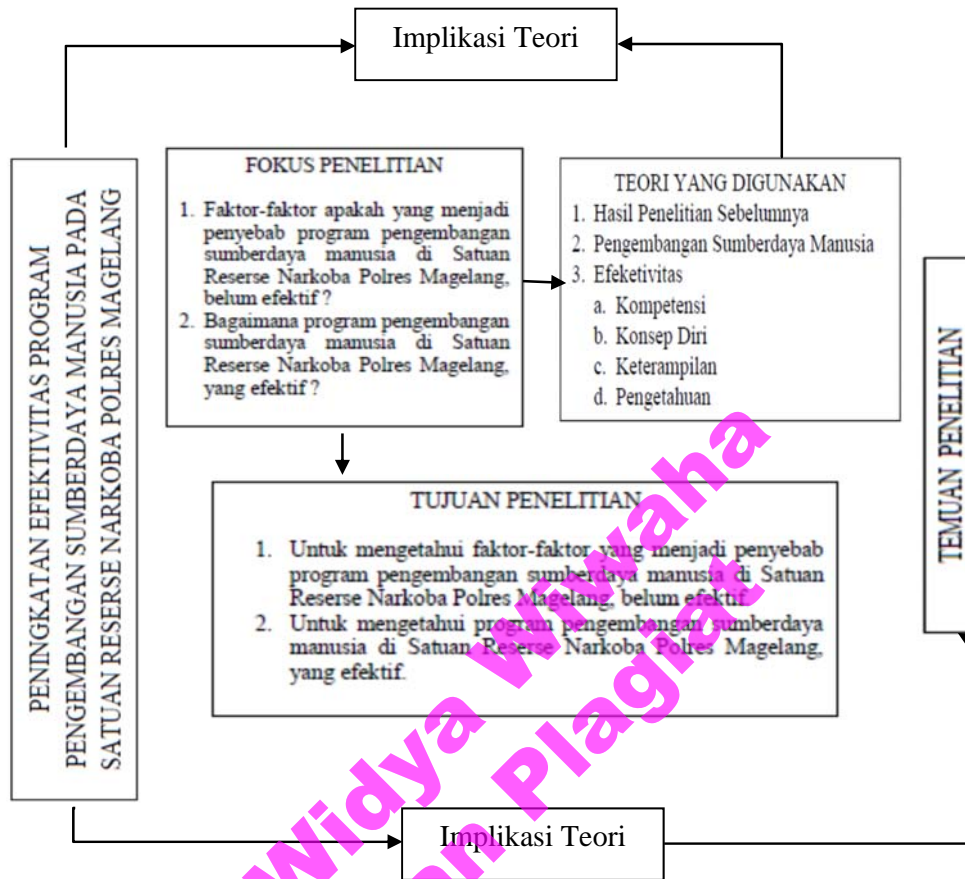 Implikasi Teori
PENINGKATAN EFEKTIVITAS PROGRAM
PENGEMBANGAN SUMBERDAYA MANUSIA PADA
SATUAN RESERSE NARKOBA POLRES MAGELANG
FOKUS PENELITIAN
1. Faktor-faktor apakah yang menjadi
penyebab program pengembangan
sumberdaya manusia di Satuan
Reserse Narkoba Polres Magelang,
belum efektif ?
2. Bagaimana program pengembangan
sumberdaya manusia di Satuan
Reserse Narkoba Polres Magelang,
yang efektif ?
TEORI YANG DIGUNAKAN
1. Hasil Penelitian Sebelumnya
2. Pengembangan Sumberdaya Manusia
3. Efeketivitas
a. Kompetensi
b. Konsep Diri
c. Keterampilan
d. Pengetahuan
TUJUAN PENELITIAN
1. Untuk mengetahui faktor-faktor yang menjadi penyebab
program pengembangan sumberdaya manusia di Satuan
Reserse Narkoba Polres Magelang, belum efektif.
2. Untuk mengetahui program pengembangan sumberdaya
manusia di Satuan Reserse Narkoba Polres Magelang,
yang efektif.
TEMUAN PENELITIAN
Implikasi Teori
Widya Wiwaha
Plagiat